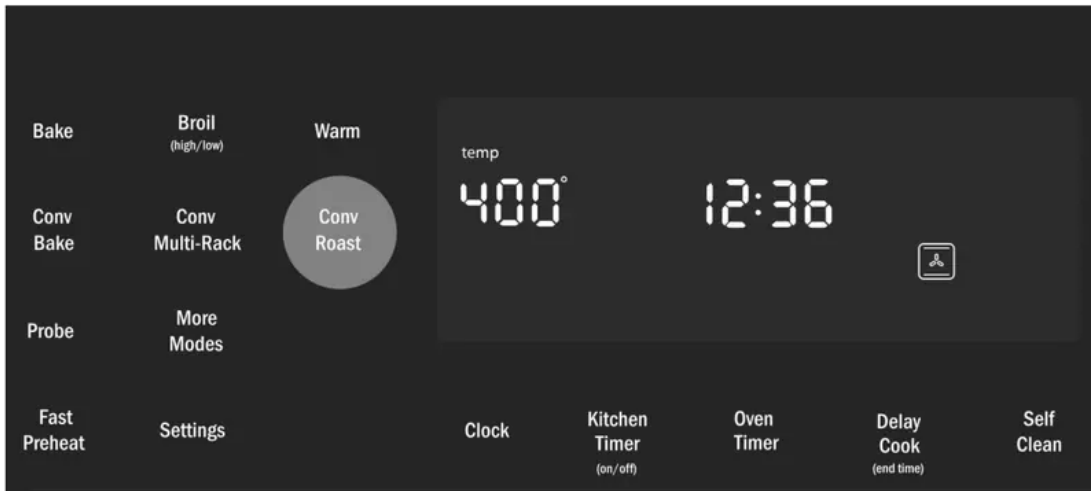 Bake
Broil
(high/low)
Warm
Conv
Bake
Conv
Multi-Rack
Conv
Roast
Probe
More
Modes
Fast
Preheat
Settings
temp
400°
12:36
Clock
Kitchen
Timer
(on/off)
Oven
Timer
Delay
Cook
(end time)
Self
Clean